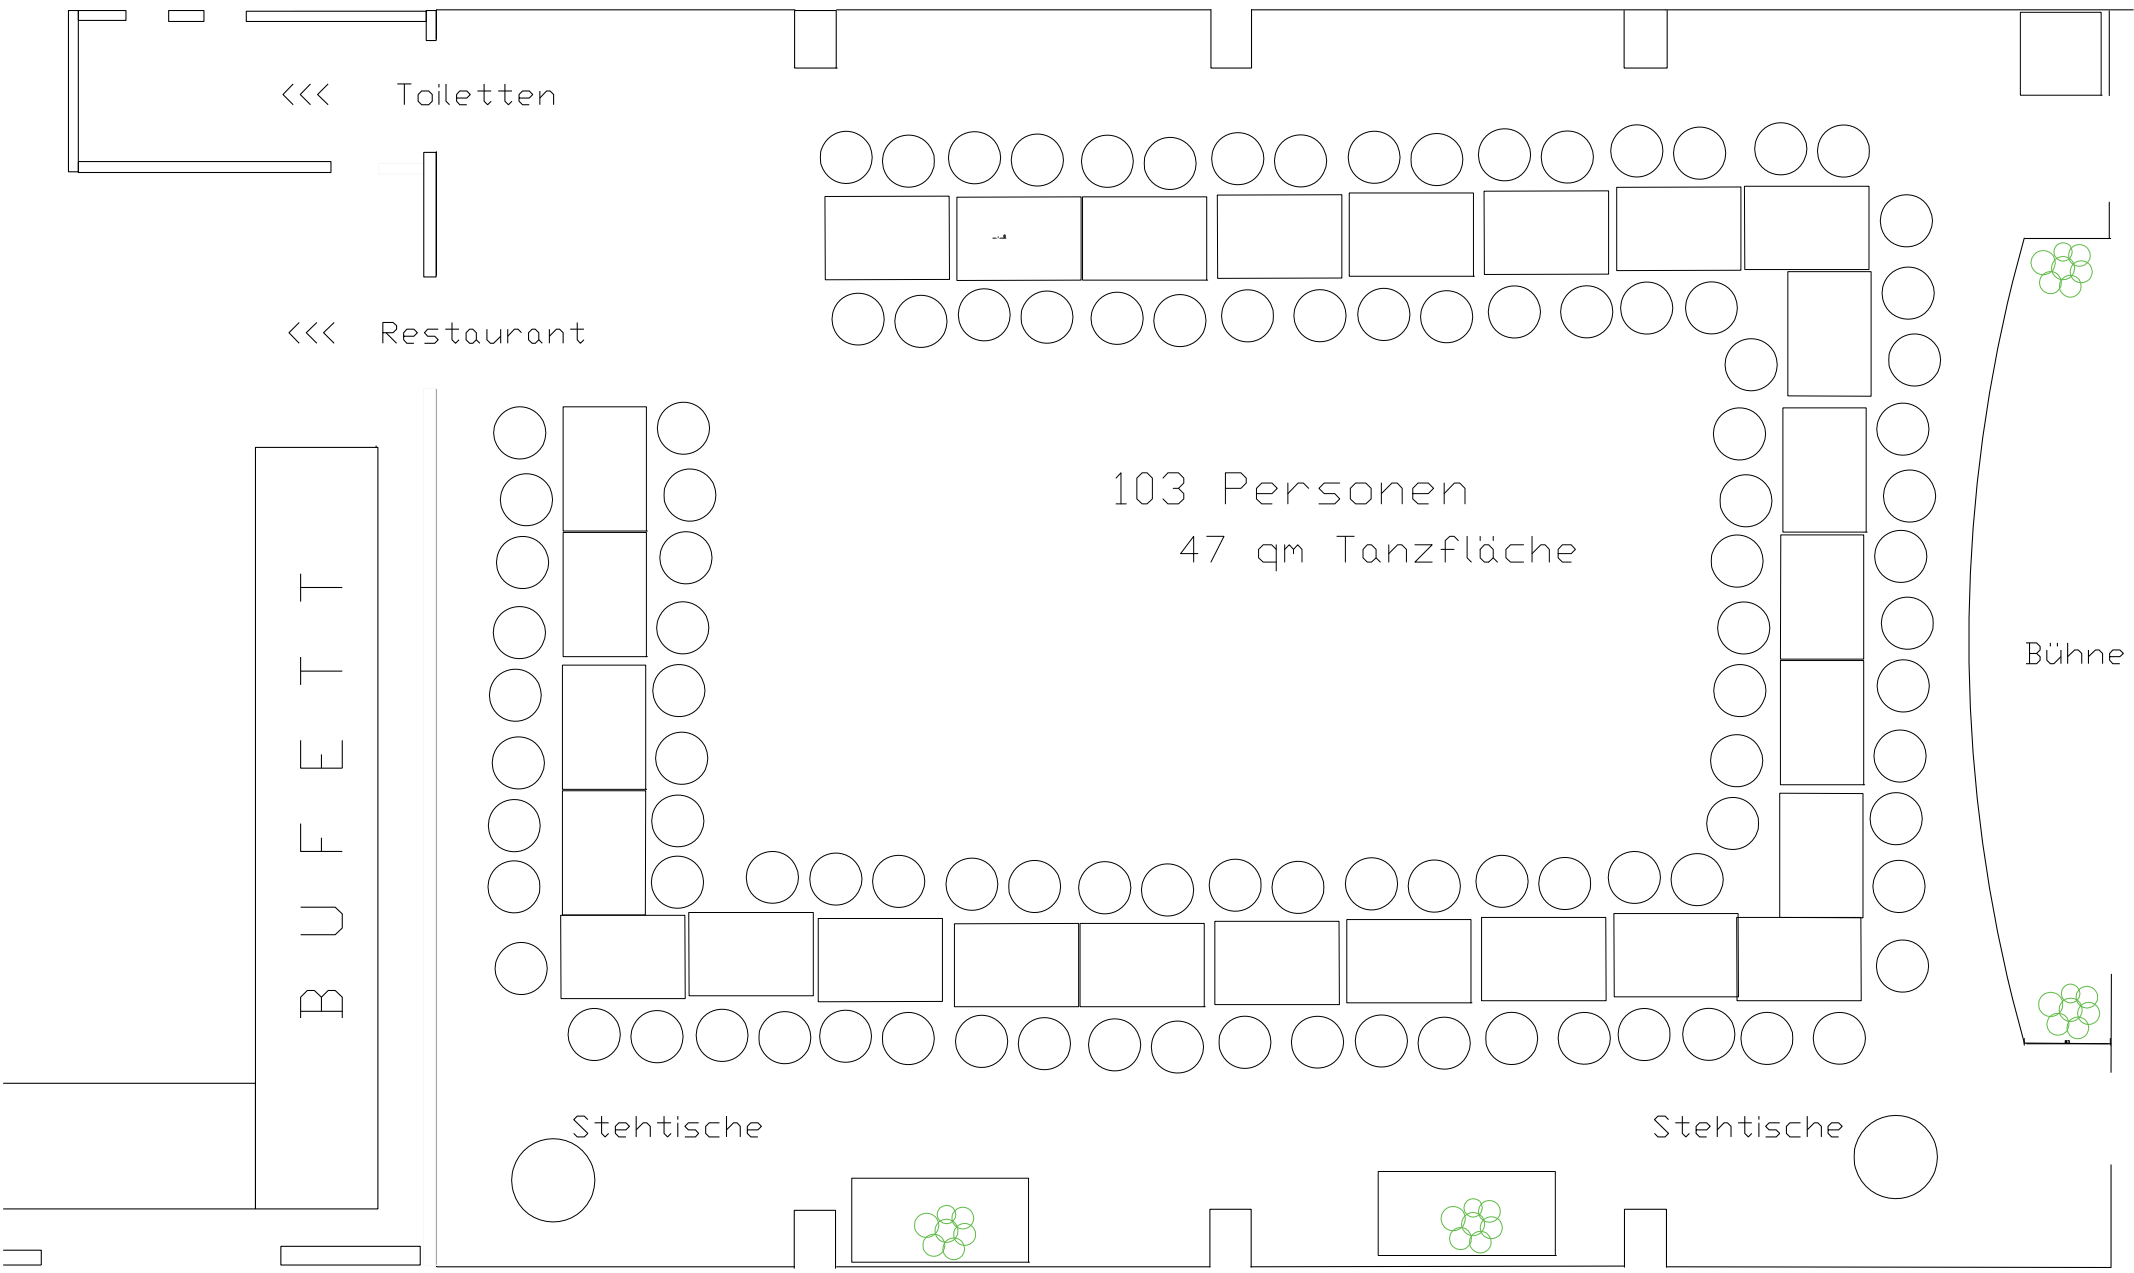 <<< Toiletten
<<< Restaurant
103 Personen
47 qm Tanzfläche
BUFETT
Bühne
Stehtische
Stehtische